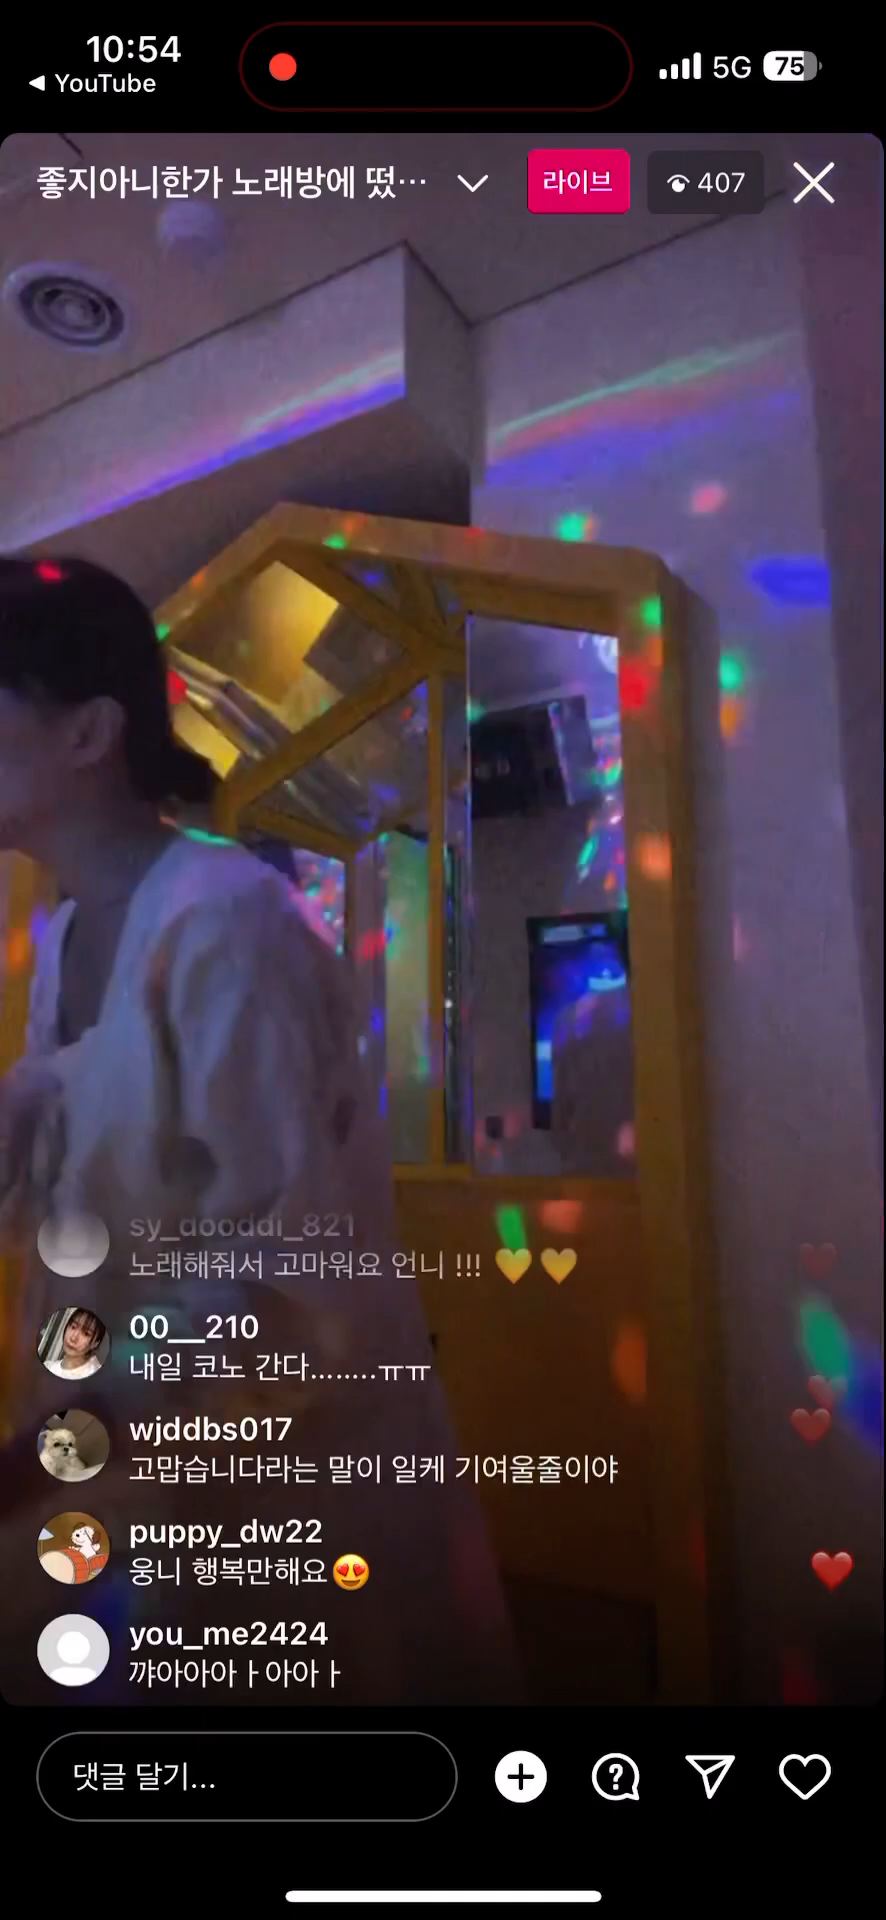 10:54
◀ YouTube
5G
75
좋지아니한가 노래방에 떴…
라이브
407
sy_dooddi_821
노래해줘서 고마워요 언니 !!! 💛💛
00__210
내일 코노 간다........ㅠㅠ
wjddbs017
고맙습니다라는 말이 일케 기여울줄이야
puppy_dw22
웅니 행복만해요😍
you_me2424
꺄아아아ㅏ아아ㅏ
댓글 달기...